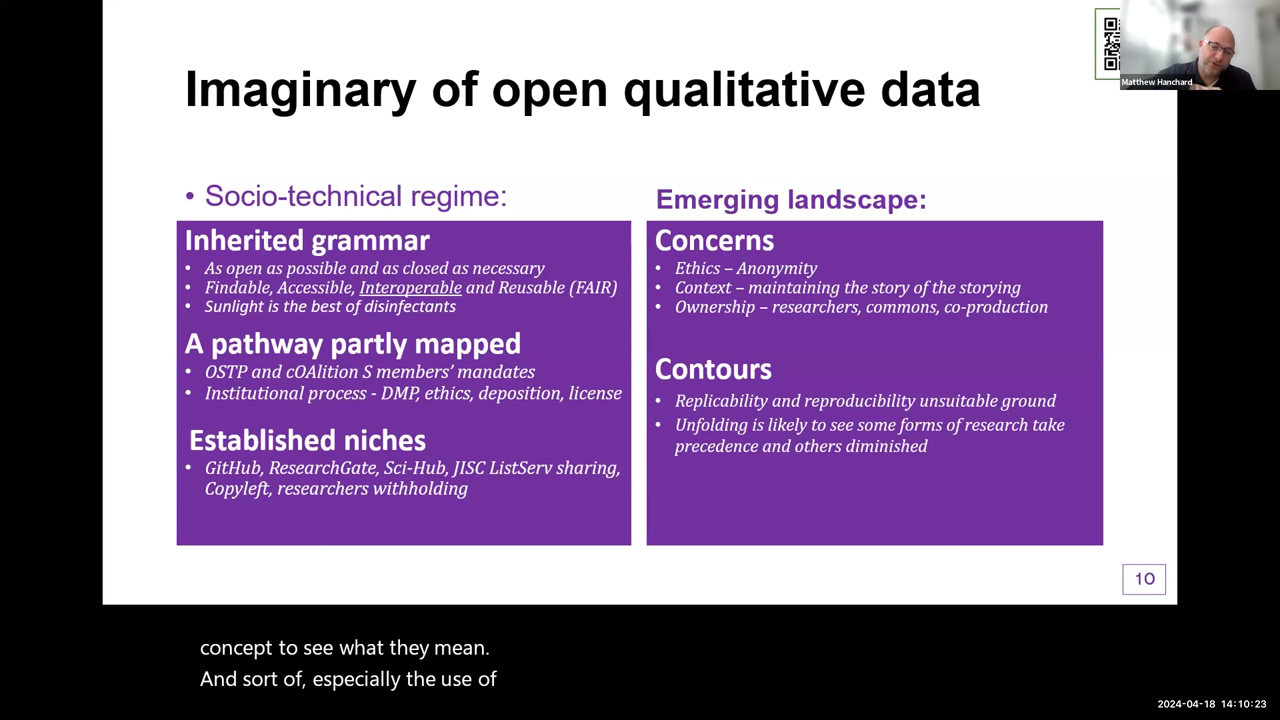 Imaginary of open qualitative data
Matthew Hanchard
• Socio-technical regime:
Inherited grammar
• As open as possible and as closed as necessary
• Findable, Accessible, Interoperable and Reusable (FAIR)
• Sunlight is the best of disinfectants
A pathway partly mapped
• OSTP and cOAlition S members' mandates
• Institutional process - DMP, ethics, deposition, license
Established niches
• GitHub, ResearchGate, Sci-Hub, JISC ListServ sharing,
Copyleft, researchers withholding
Emerging landscape:
Concerns
• Ethics – Anonymity
• Context – maintaining the story of the storying
• Ownership – researchers, commons, co-production
Contours
• Replicability and reproducibility unsuitable ground
• Unfolding is likely to see some forms of research take
precedence and others diminished
10
concept to see what they mean.
And sort of, especially the use of
2024-04-18 14:10:23